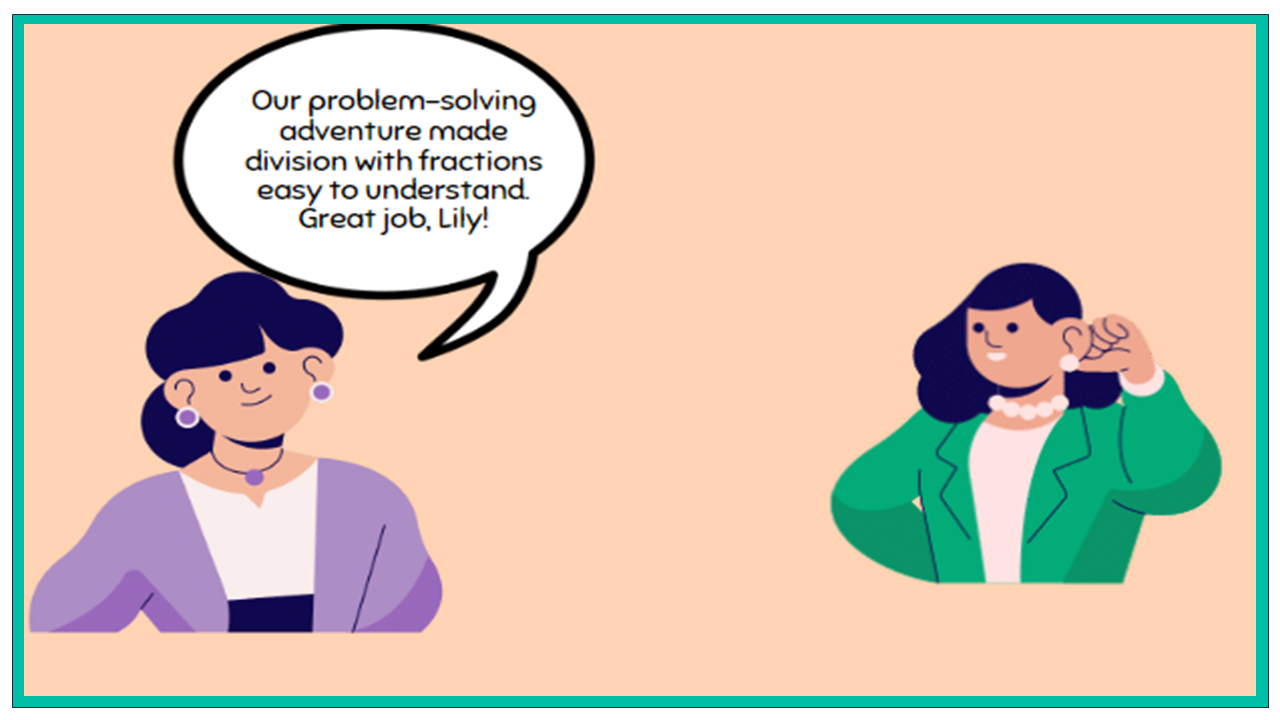 Our problem-solving
adventure made
division with fractions
easy to understand.
Great job, Lily!